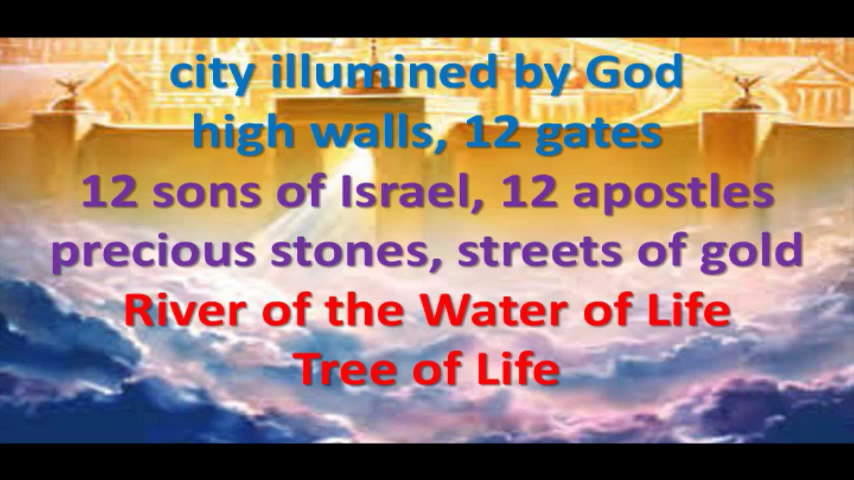 city illumined by God
high walls, 12 gates
12 sons of Israel, 12 apostles
precious stones, streets of gold
River of the Water of Life
Tree of Life